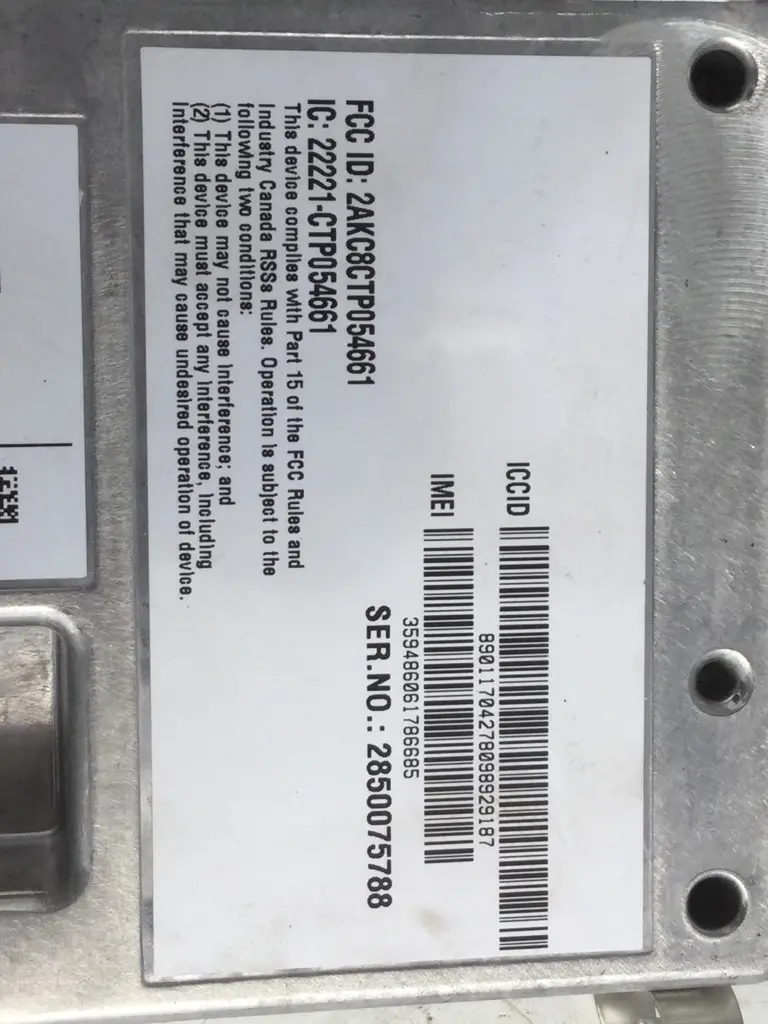 ICCID
89011704278098929187
IMEI
359486061786685
SER.NO.: 2850075788
FCC ID: 2AKC8CTP054661
IC: 22221-CTP054661
This device complies with Part 15 of the FCC Rules and
Industry Canada RSSs Rules. Operation is subject to the
following two conditions:
(1) This device may not cause interference; and
(2) This device must accept any interference, including
interference that may cause undesired operation of device.